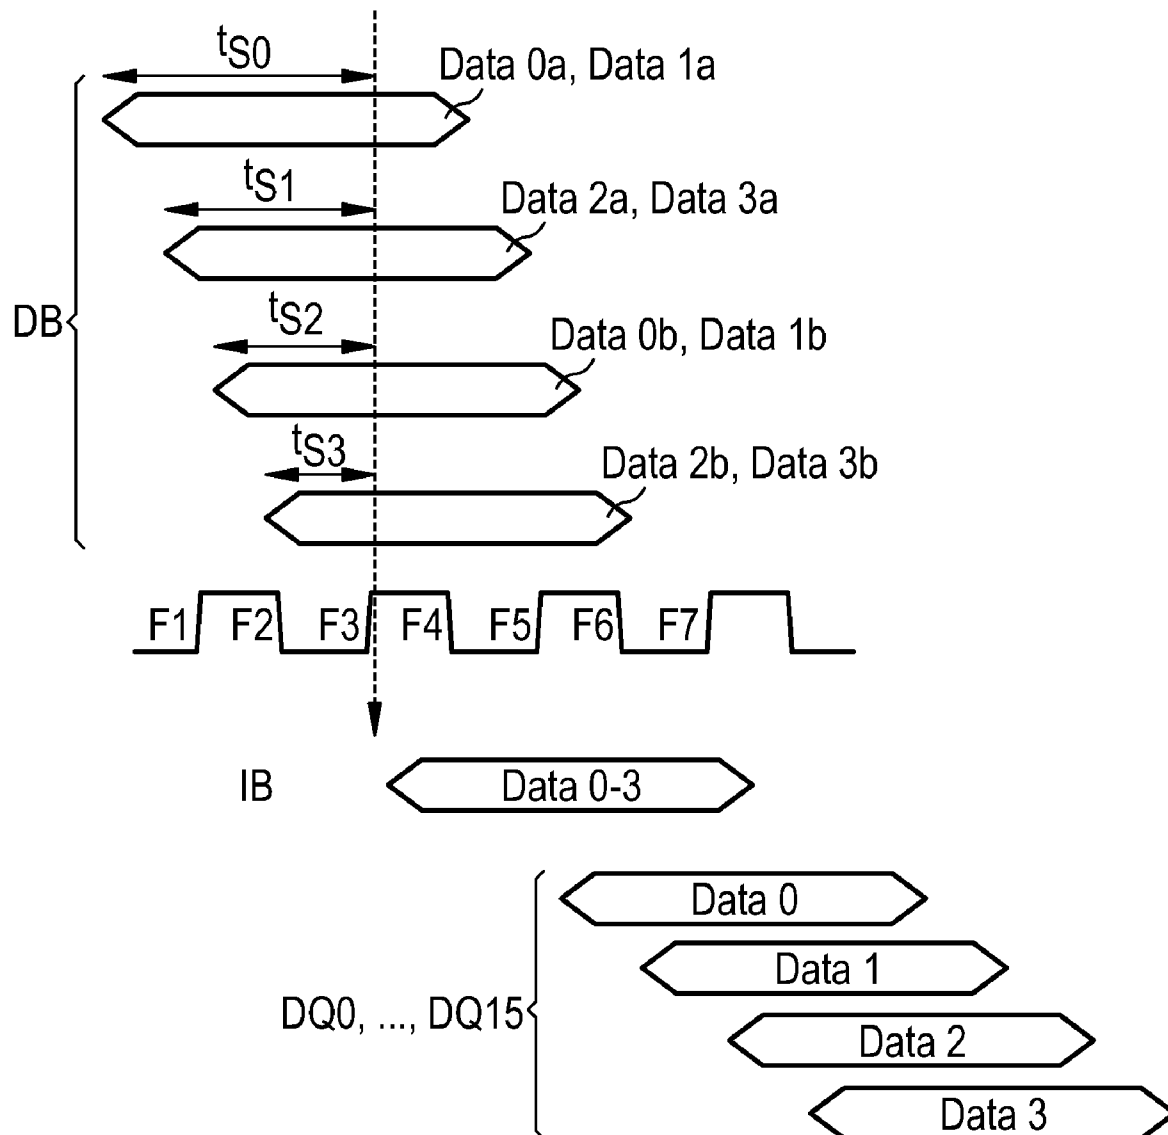 tS0
Data 0a, Data 1a
tS1
Data 2a, Data 3a
DB
tS2
Data 0b, Data 1b
tS3
Data 2b, Data 3b
F1 F2 F3 F4 F5 F6 F7
IB
Data 0-3
Data 0
Data 1
DQ0, ..., DQ15
Data 2
Data 3